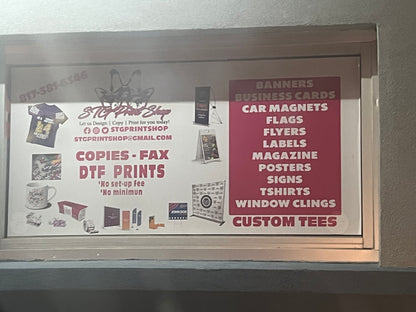 STG Print Shop
Let us Design | Copy | Print for you today!
STGPRINTSHOP
STGPRINTSHOP@GMAIL.COM
COPIES - FAX
DTF PRINTS
*No set-up Fee
*No minimun
BANNERS
BUSINESS CARDS
CAR MAGNETS
FLAGS
FLYERS
LABELS
MAGAZINE
POSTERS
SIGNS
TSHIRTS
WINDOW CLINGS
CUSTOM TEES